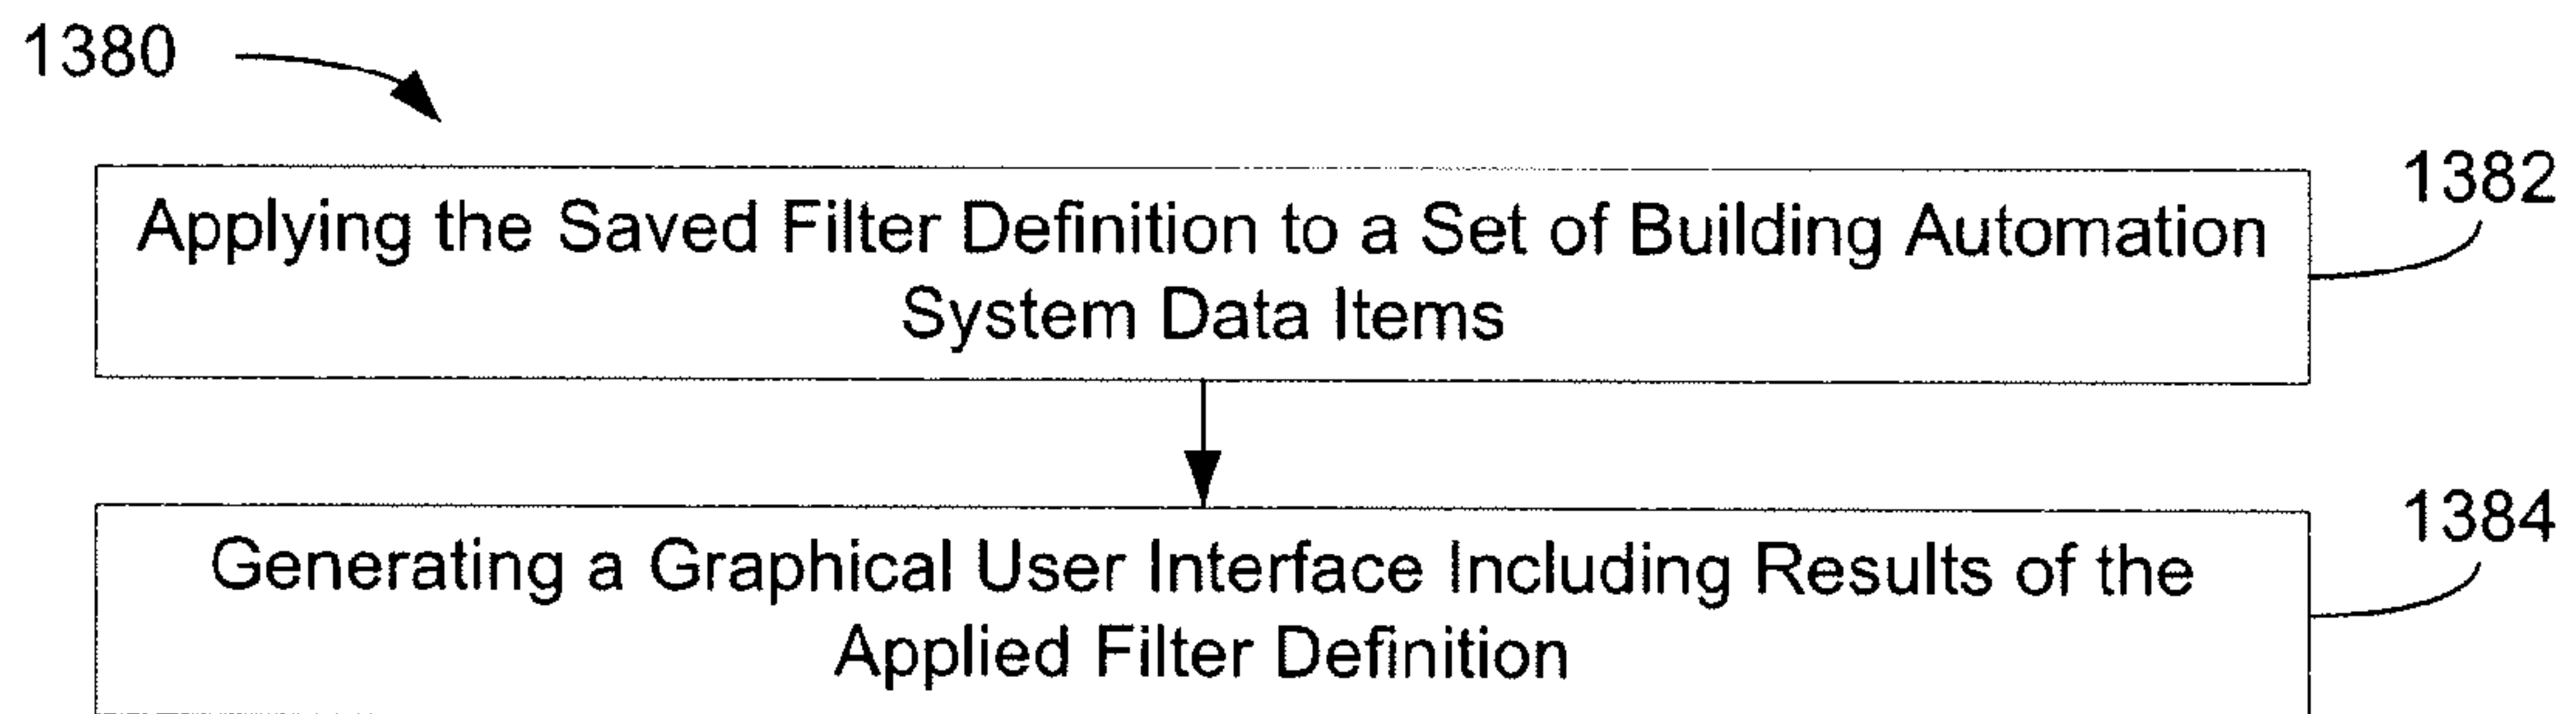 1380
1382
Applying the Saved Filter Definition to a Set of Building Automation
System Data Items
1384
Generating a Graphical User Interface Including Results of the
Applied Filter Definition